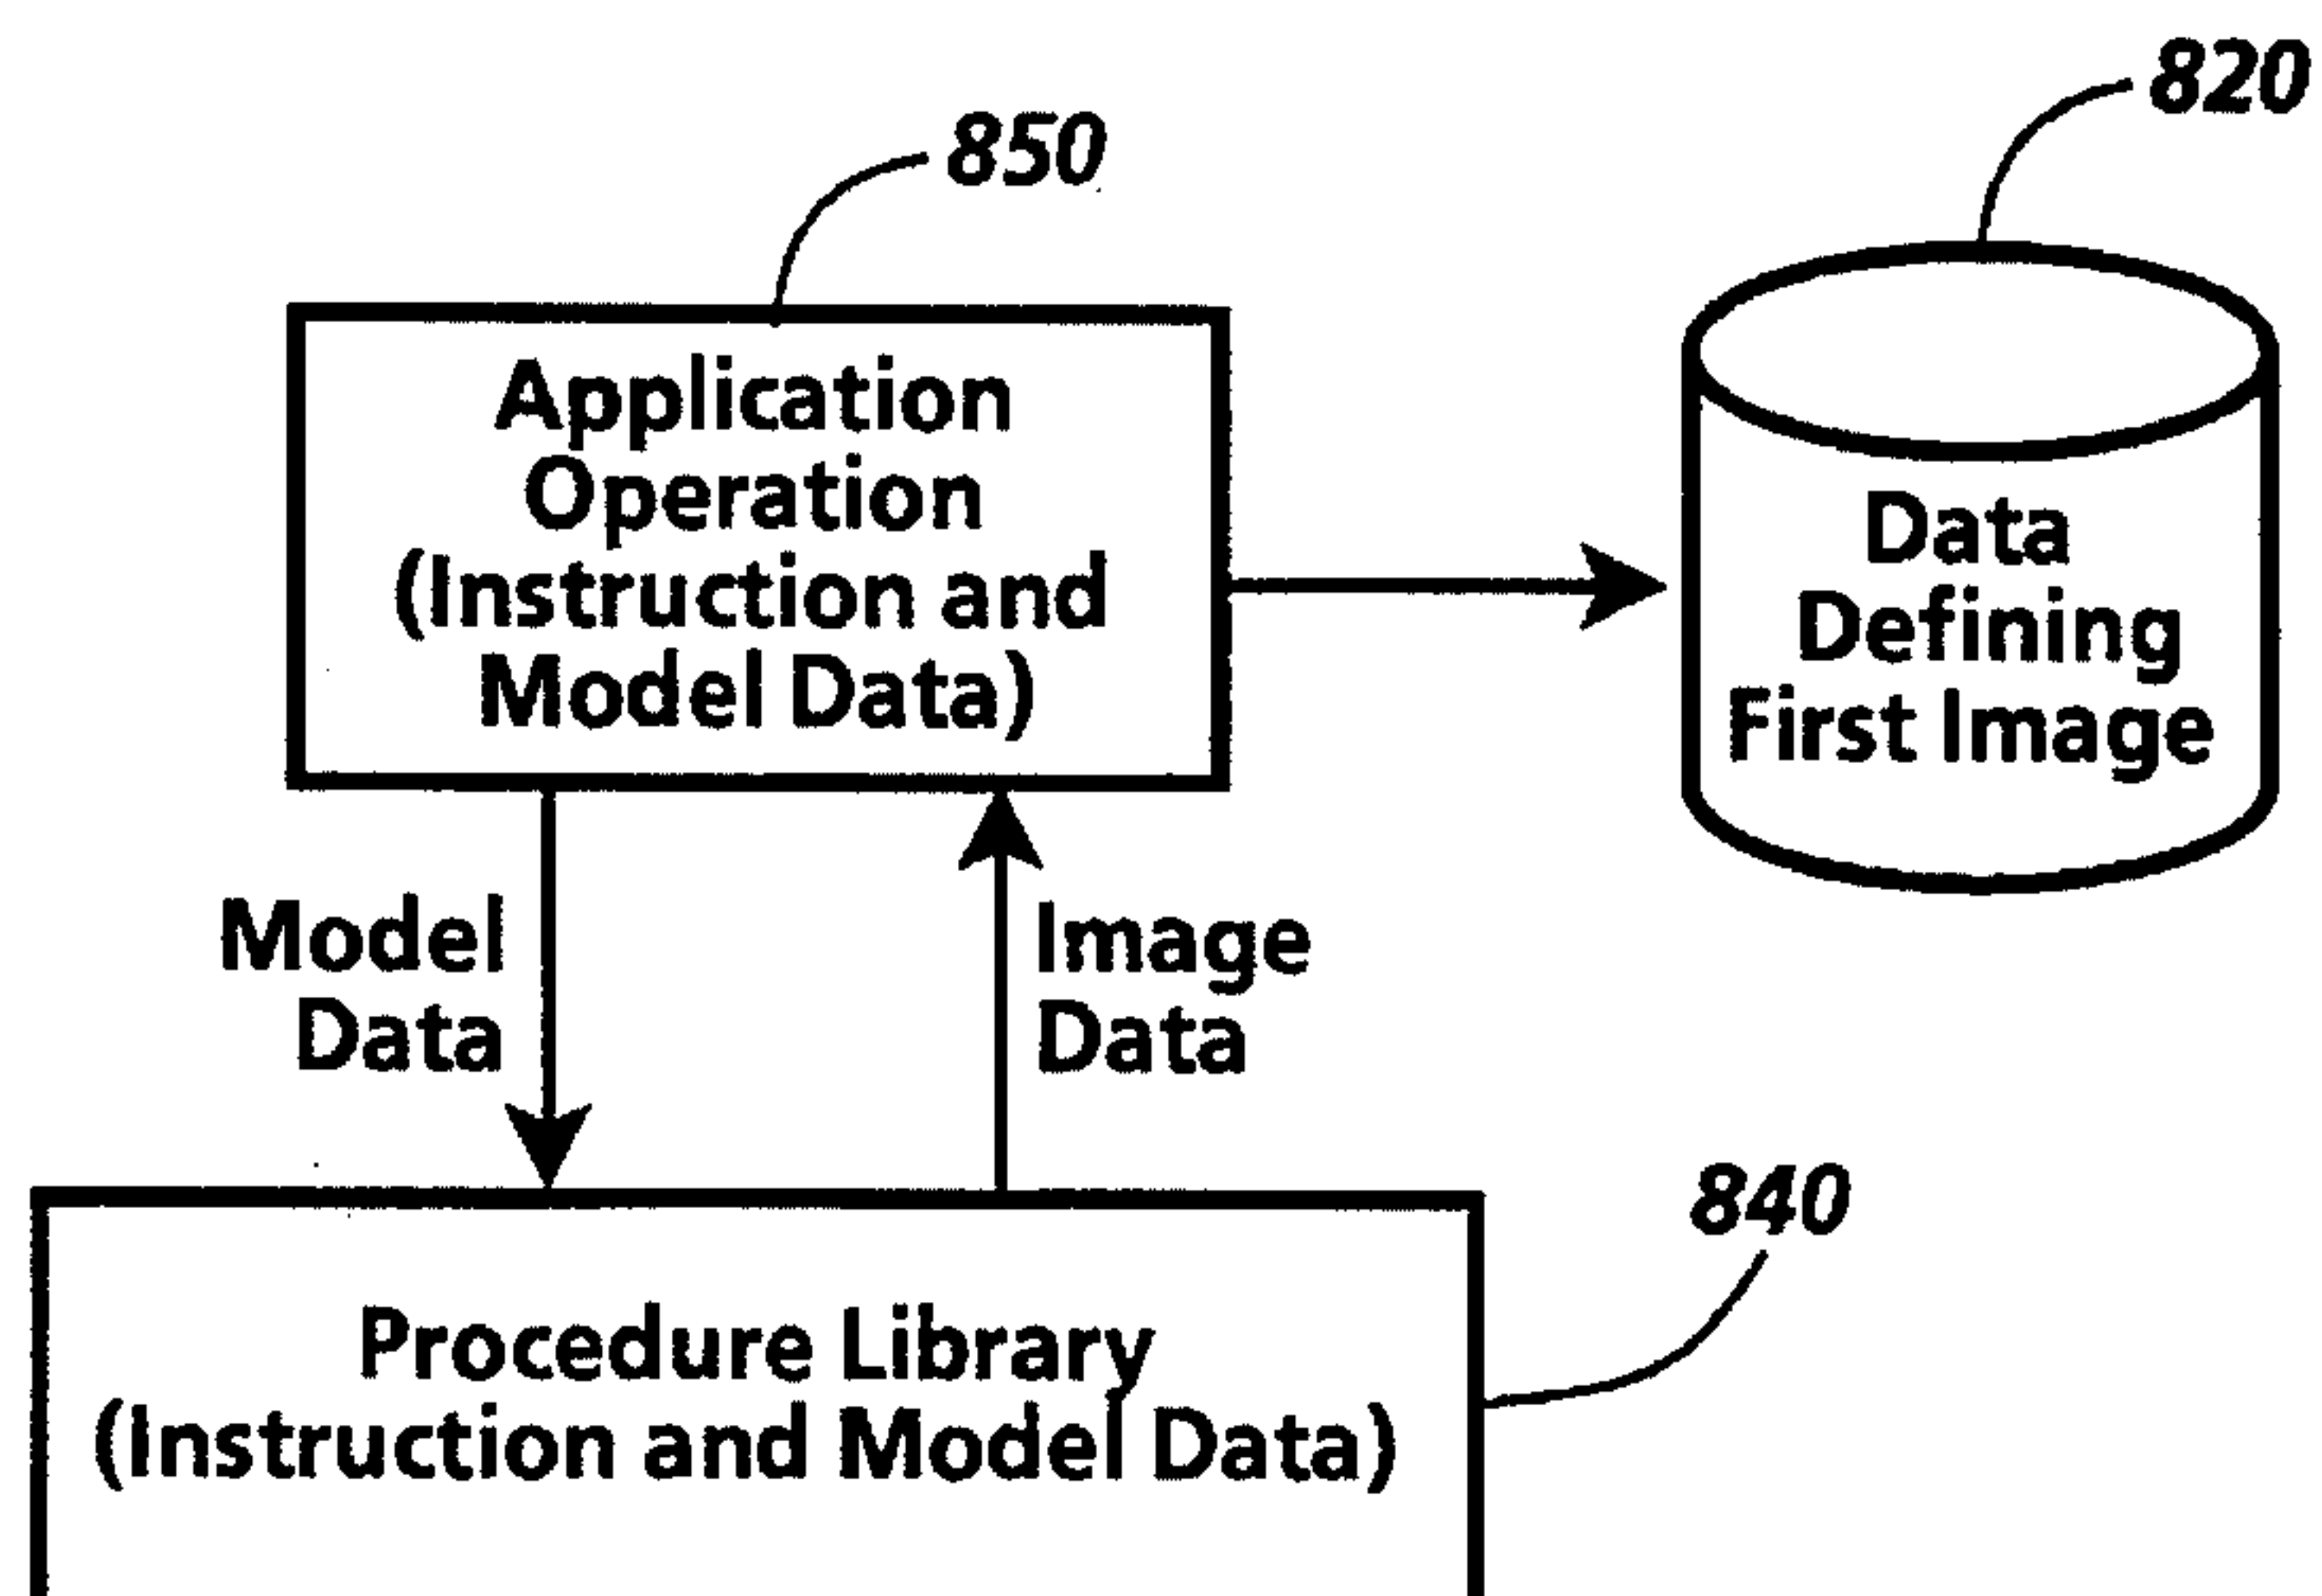 820
850
Application
Operation
(Instruction and
Model Data)
Data
Defining
First Image
Model
Data
Image
Data
840
Procedure Library
(Instruction and Model Data)